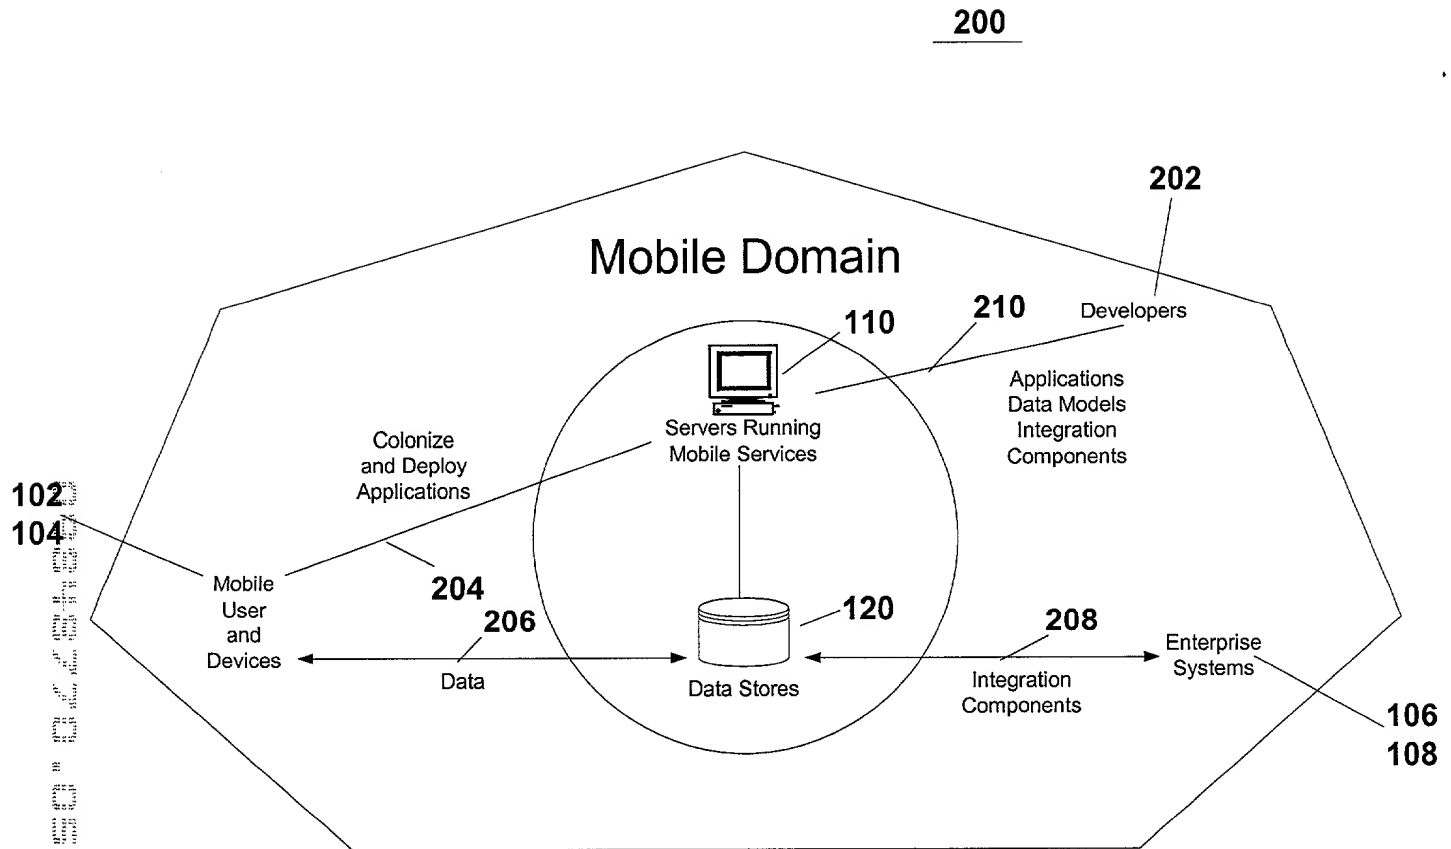 200
202
Mobile Domain
Developers
210
110
Applications
Data Models
Integration
Components
Servers Running
Mobile Services
Colonize
and Deploy
Applications
102
104
204
Mobile
User
and
Devices
206
Data
120
Data Stores
208
Integration
Components
Enterprise
Systems
106
108